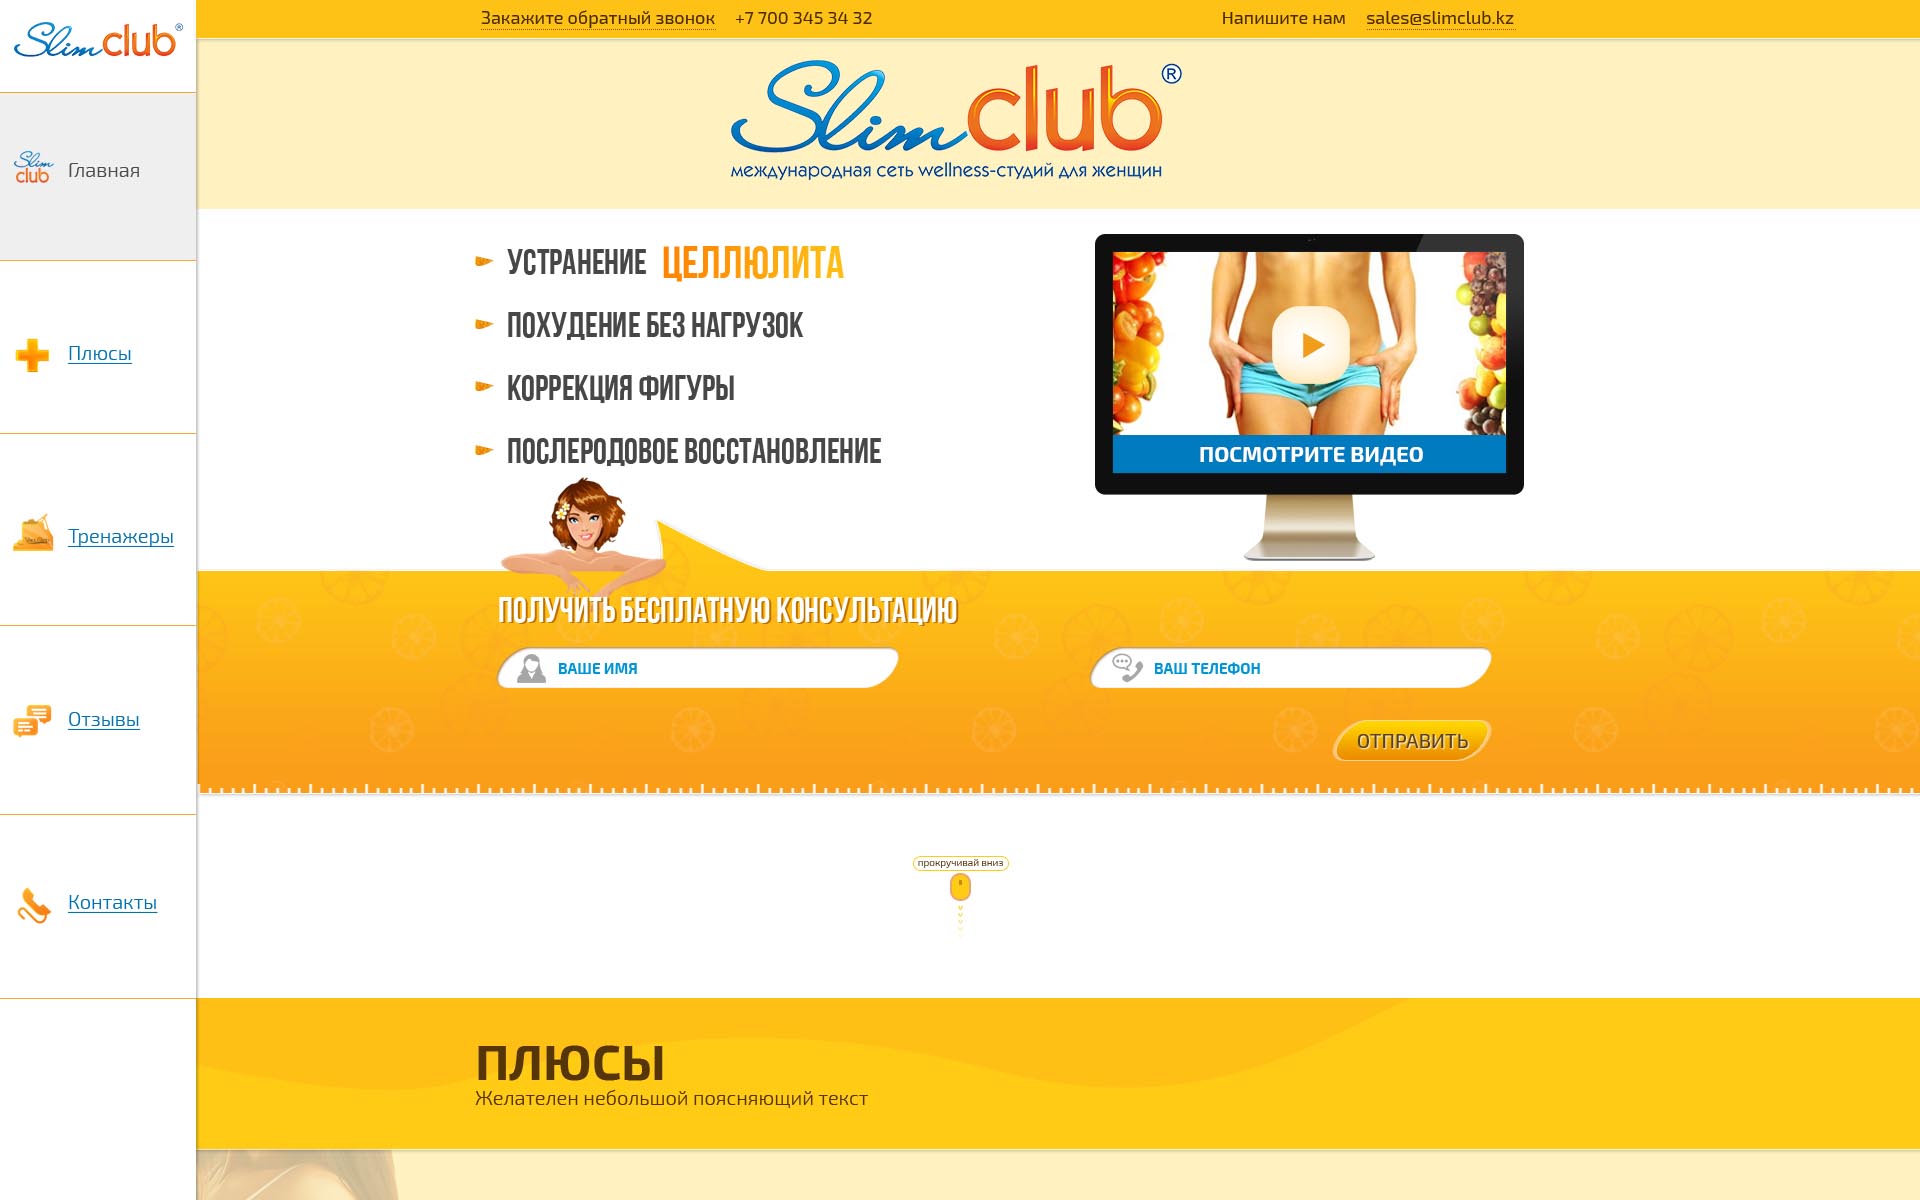 Slim club ®
Закажите обратный звонок +7 700 345 34 32 Напишите нам sales@slimclub.kz
Slim club ®
международная сеть wellness-студий для женщин
Slim club Главная
Плюсы
Тренажеры
Отзывы
Контакты
УСТРАНЕНИЕ ЦЕЛЛЮЛИТА
ПОХУДЕНИЕ БЕЗ НАГРУЗОК
КОРРЕКЦИЯ ФИГУРЫ
ПОСЛЕРОДОВОЕ ВОССТАНОВЛЕНИЕ
ПОСМОТРИТЕ ВИДЕО
ПОЛУЧИТЬ БЕСПЛАТНУЮ КОНСУЛЬТАЦИЮ
ВАШЕ ИМЯ ВАШ ТЕЛЕФОН
ОТПРАВИТЬ
прокручивай вниз
ПЛЮСЫ
Желателен небольшой поясняющий текст